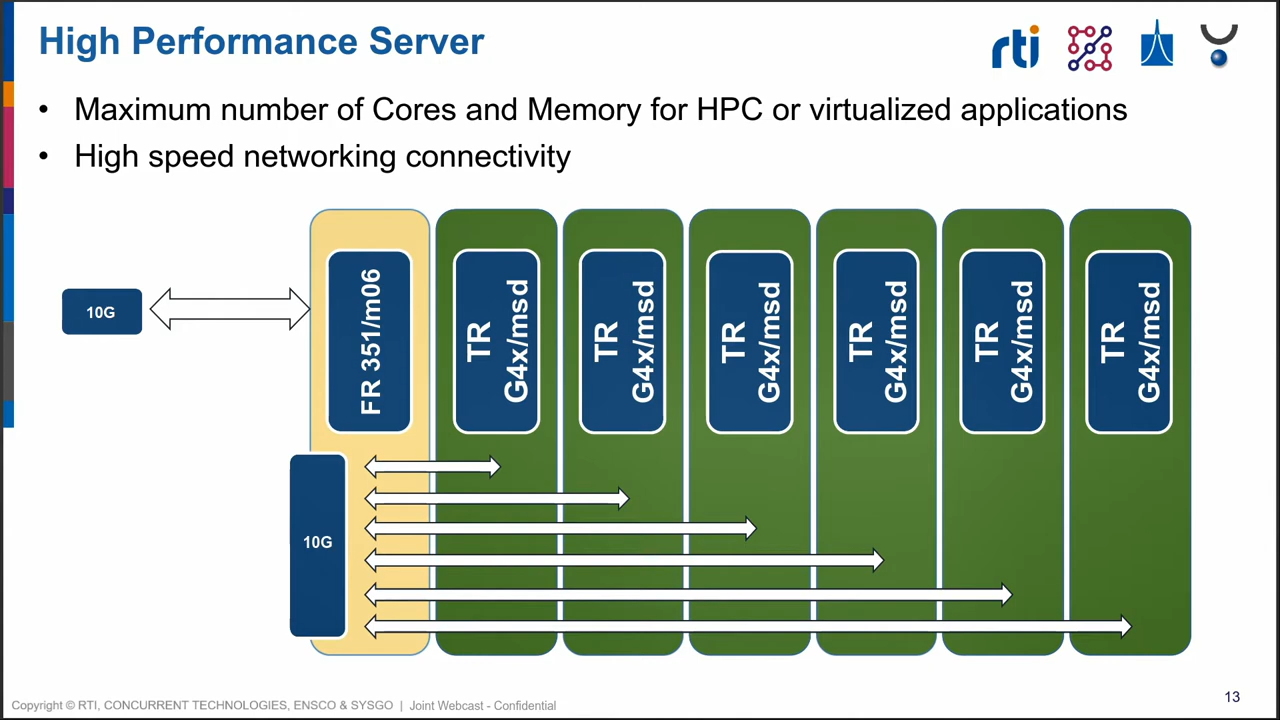 High Performance Server
rti
• Maximum number of Cores and Memory for HPC or virtualized applications
• High speed networking connectivity
10G
FR 351/m06
TR
G4x/msd
TR
G4x/msd
TR
G4x/msd
TR
G4x/msd
TR
G4x/msd
TR
G4x/msd
10G
Copyright © RTI, CONCURRENT TECHNOLOGIES, ENSCO & SYSGO | Joint Webcast - Confidential
13